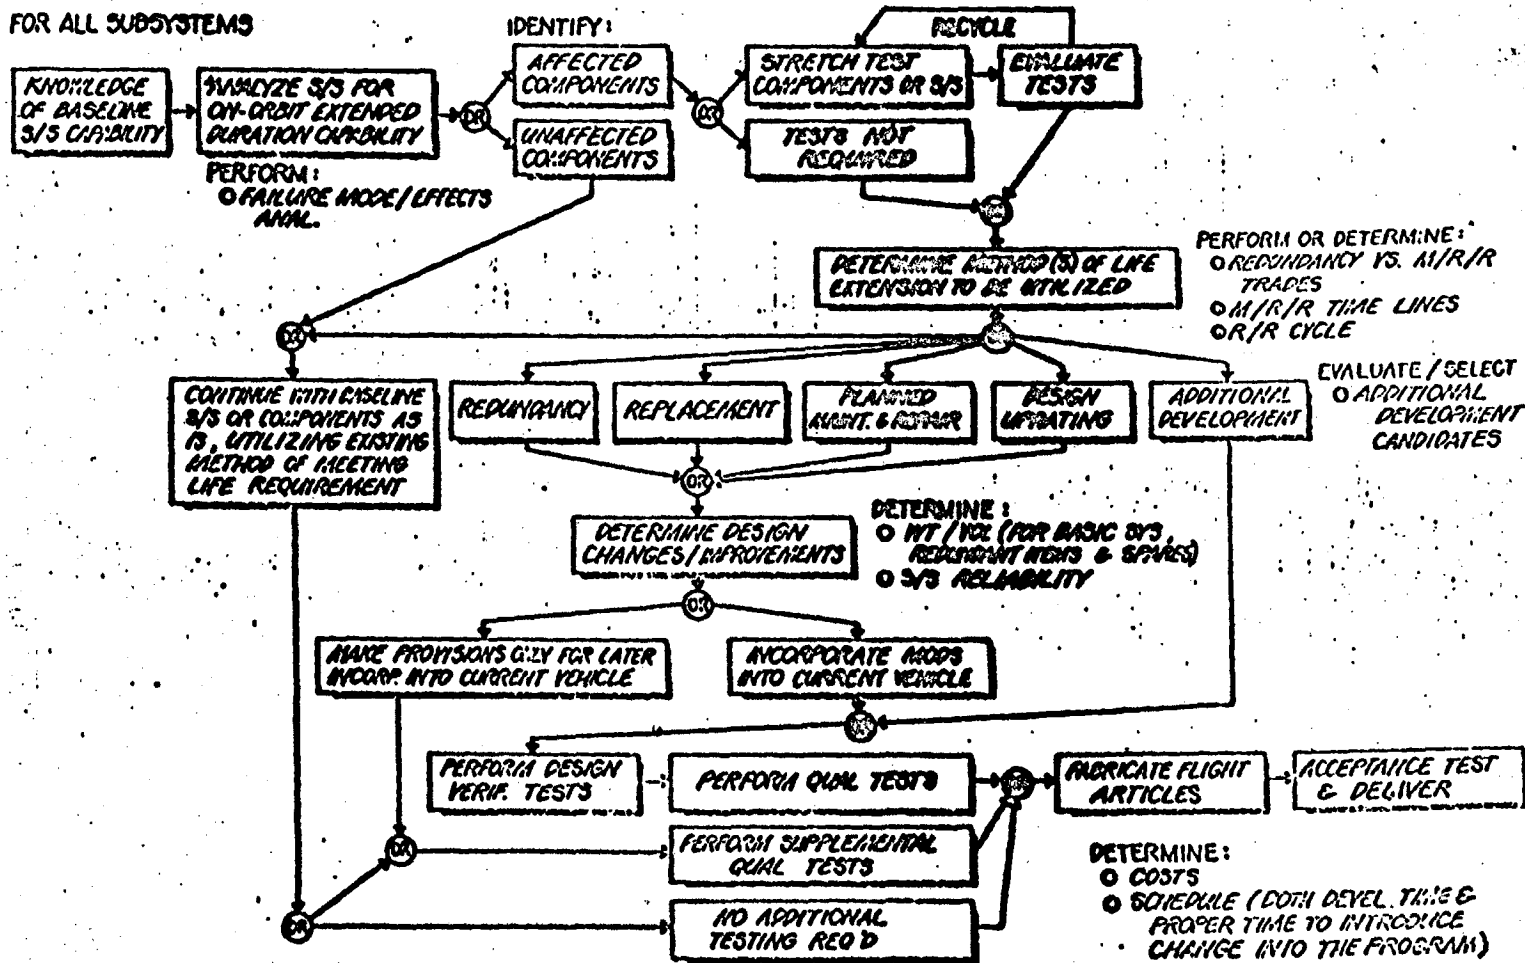 FOR ALL SUBSYSTEMS
IDENTIFY:
RECYCLE
KNOWLEDGE
OF BASELINE
S/S CAPABILITY
ANALYZE S/S FOR
ON-ORBIT EXTENDED
DURATION CAPABILITY
OR
AFFECTED
COMPONENTS
UNAFFECTED
COMPONENTS
OR
STRETCH TEST
COMPONENTS OR S/S
EVALUATE
TESTS
TESTS NOT
REQUIRED
PERFORM:
O FAILURE MODE/EFFECTS
ANAL.
DETERMINE METHOD(S) OF LIFE
EXTENSION TO BE UTILIZED
PERFORM OR DETERMINE:
O REDUNDANCY VS. M/R/R
TRADES
O M/R/R TIME LINES
O R/R CYCLE
OR
CONTINUE WITH BASELINE
S/S OR COMPONENTS AS
IS, UTILIZING EXISTING
METHOD OF MEETING
LIFE REQUIREMENT
REDUNDANCY
REPLACEMENT
PLANNED
MAINT. & REPAIR
DESIGN
UPDATING
ADDITIONAL
DEVELOPMENT
EVALUATE / SELECT
O ADDITIONAL
DEVELOPMENT
CANDIDATES
OR
DETERMINE DESIGN
CHANGES/IMPROVEMENTS
DETERMINE:
O WT / VOL (FOR BASIC SYS,
REDUNDANT ITEMS & SPARES)
O S/S RELIABILITY
OR
MAKE PROVISIONS ONLY FOR LATER
INCORP. INTO CURRENT VEHICLE
INCORPORATE MODS
INTO CURRENT VEHICLE
OR
PERFORM DESIGN
VERIF. TESTS
PERFORM QUAL TESTS
OR
FABRICATE FLIGHT
ARTICLES
ACCEPTANCE TEST
& DELIVER
OR
PERFORM SUPPLEMENTAL
QUAL TESTS
OR
NO ADDITIONAL
TESTING REQ'D
DETERMINE:
O COSTS
O SCHEDULE (BOTH DEVEL. TIME &
PROPER TIME TO INTRODUCE
CHANGE INTO THE PROGRAM)